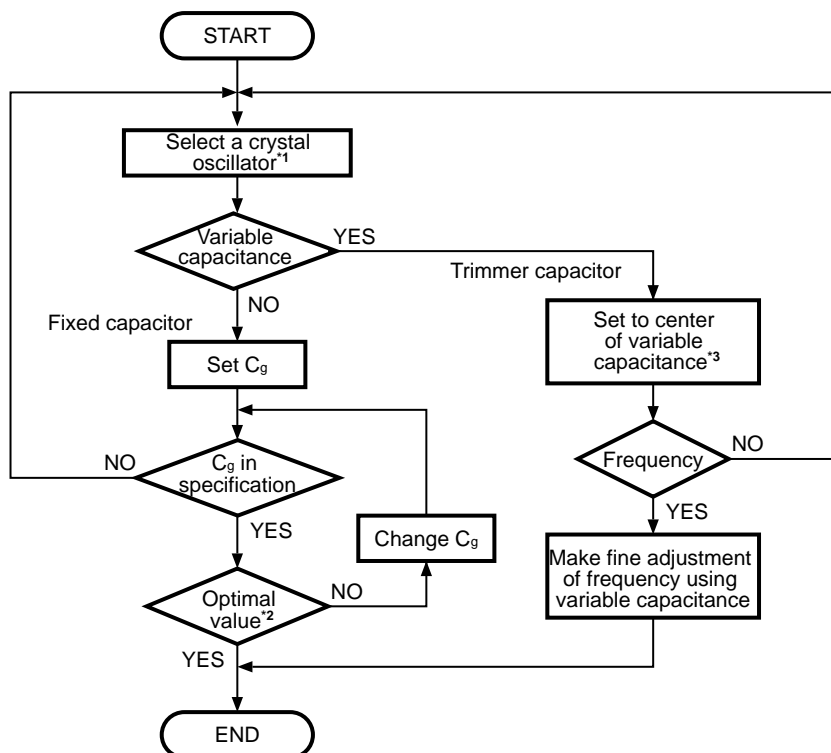 START
Select a crystal
oscillator*1
Variable
capacitance
YES
NO
Trimmer capacitor
Fixed capacitor
Set Cg
Set to center
of variable
capacitance*3
Cg in
specification
NO
YES
Frequency
NO
YES
Change Cg
Make fine adjustment
of frequency using
variable capacitance
Optimal
value*2
NO
YES
END